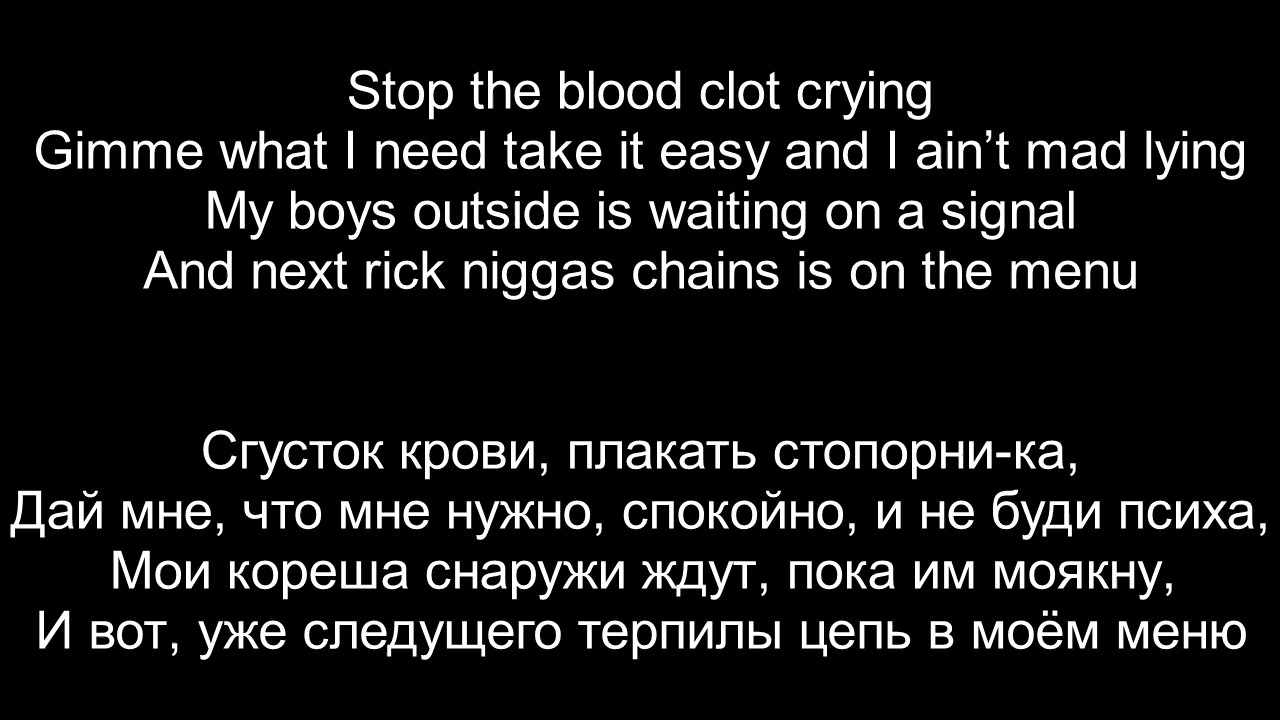 Stop the blood clot crying
Gimme what I need take it easy and I ain’t mad lying
My boys outside is waiting on a signal
And next rick niggas chains is on the menu
Сгусток крови, плакать стопорни-ка,
Дай мне, что мне нужно, спокойно, и не буди психа,
Мои кореша снаружи ждут, пока им моякну,
И вот, уже следущего терпилы цепь в моём меню